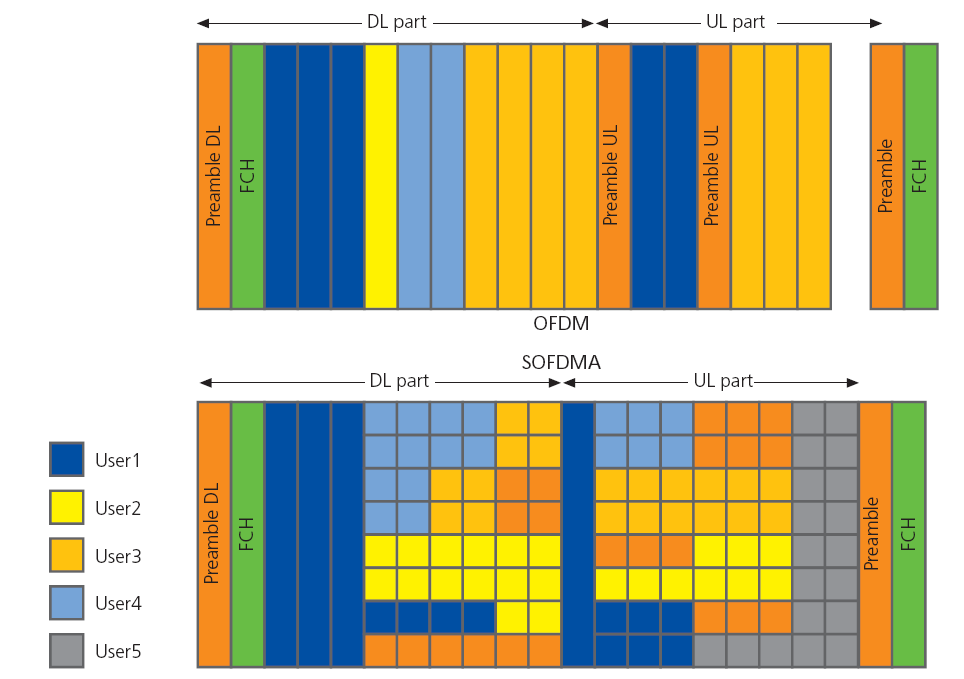 DL part
UL part
Preamble DL
FCH
Preamble UL
Preamble UL
Preamble
FCH
OFDM
SOFDMA
DL part
UL part
User1
User2
User3
User4
User5
Preamble DL
FCH
Preamble
FCH